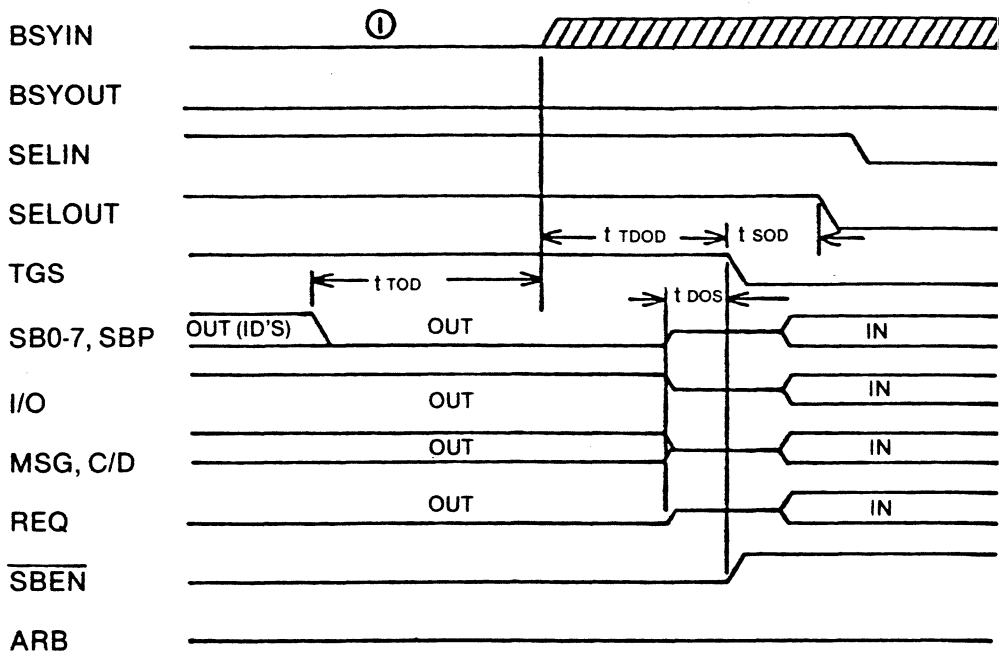 BSYIN ①
BSYOUT
SELIN
SELOUT
t TDOD t SOD
TGS
t TOD
t DOS
SB0-7, SBP OUT (ID'S) OUT IN
I/O OUT IN
MSG, C/D OUT IN
REQ OUT IN
SBEN
ARB